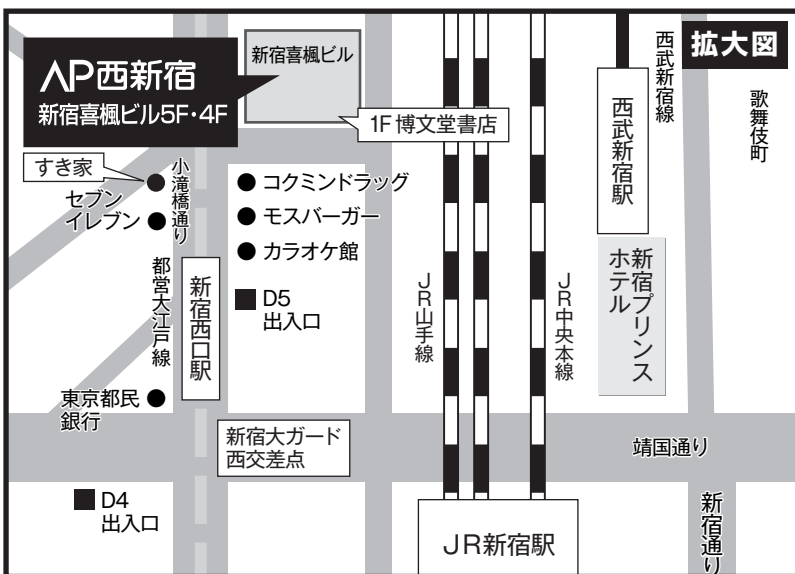 新宿喜楓ビル
拡大図
AP西新宿
新宿喜楓ビル5F・4F
1F 博文堂書店
すき家
セブン
イレブン
小滝橋通り
コクミンドラッグ
モスバーガー
カラオケ館
D5
出入口
都営大江戸線
新宿西口駅
東京都民
銀行
新宿大ガード
西交差点
D4
出入口
JR山手線
JR中央本線
JR新宿駅
西武新宿線
西武新宿駅
歌舞伎町
新宿プリンス
ホテル
靖国通り
新宿通り